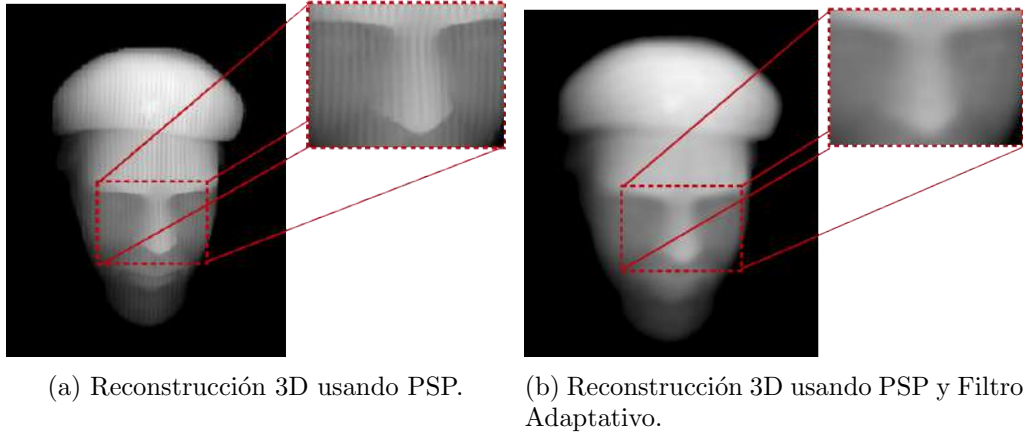 (a) Reconstrucción 3D usando PSP.
(b) Reconstrucción 3D usando PSP y Filtro
Adaptativo.